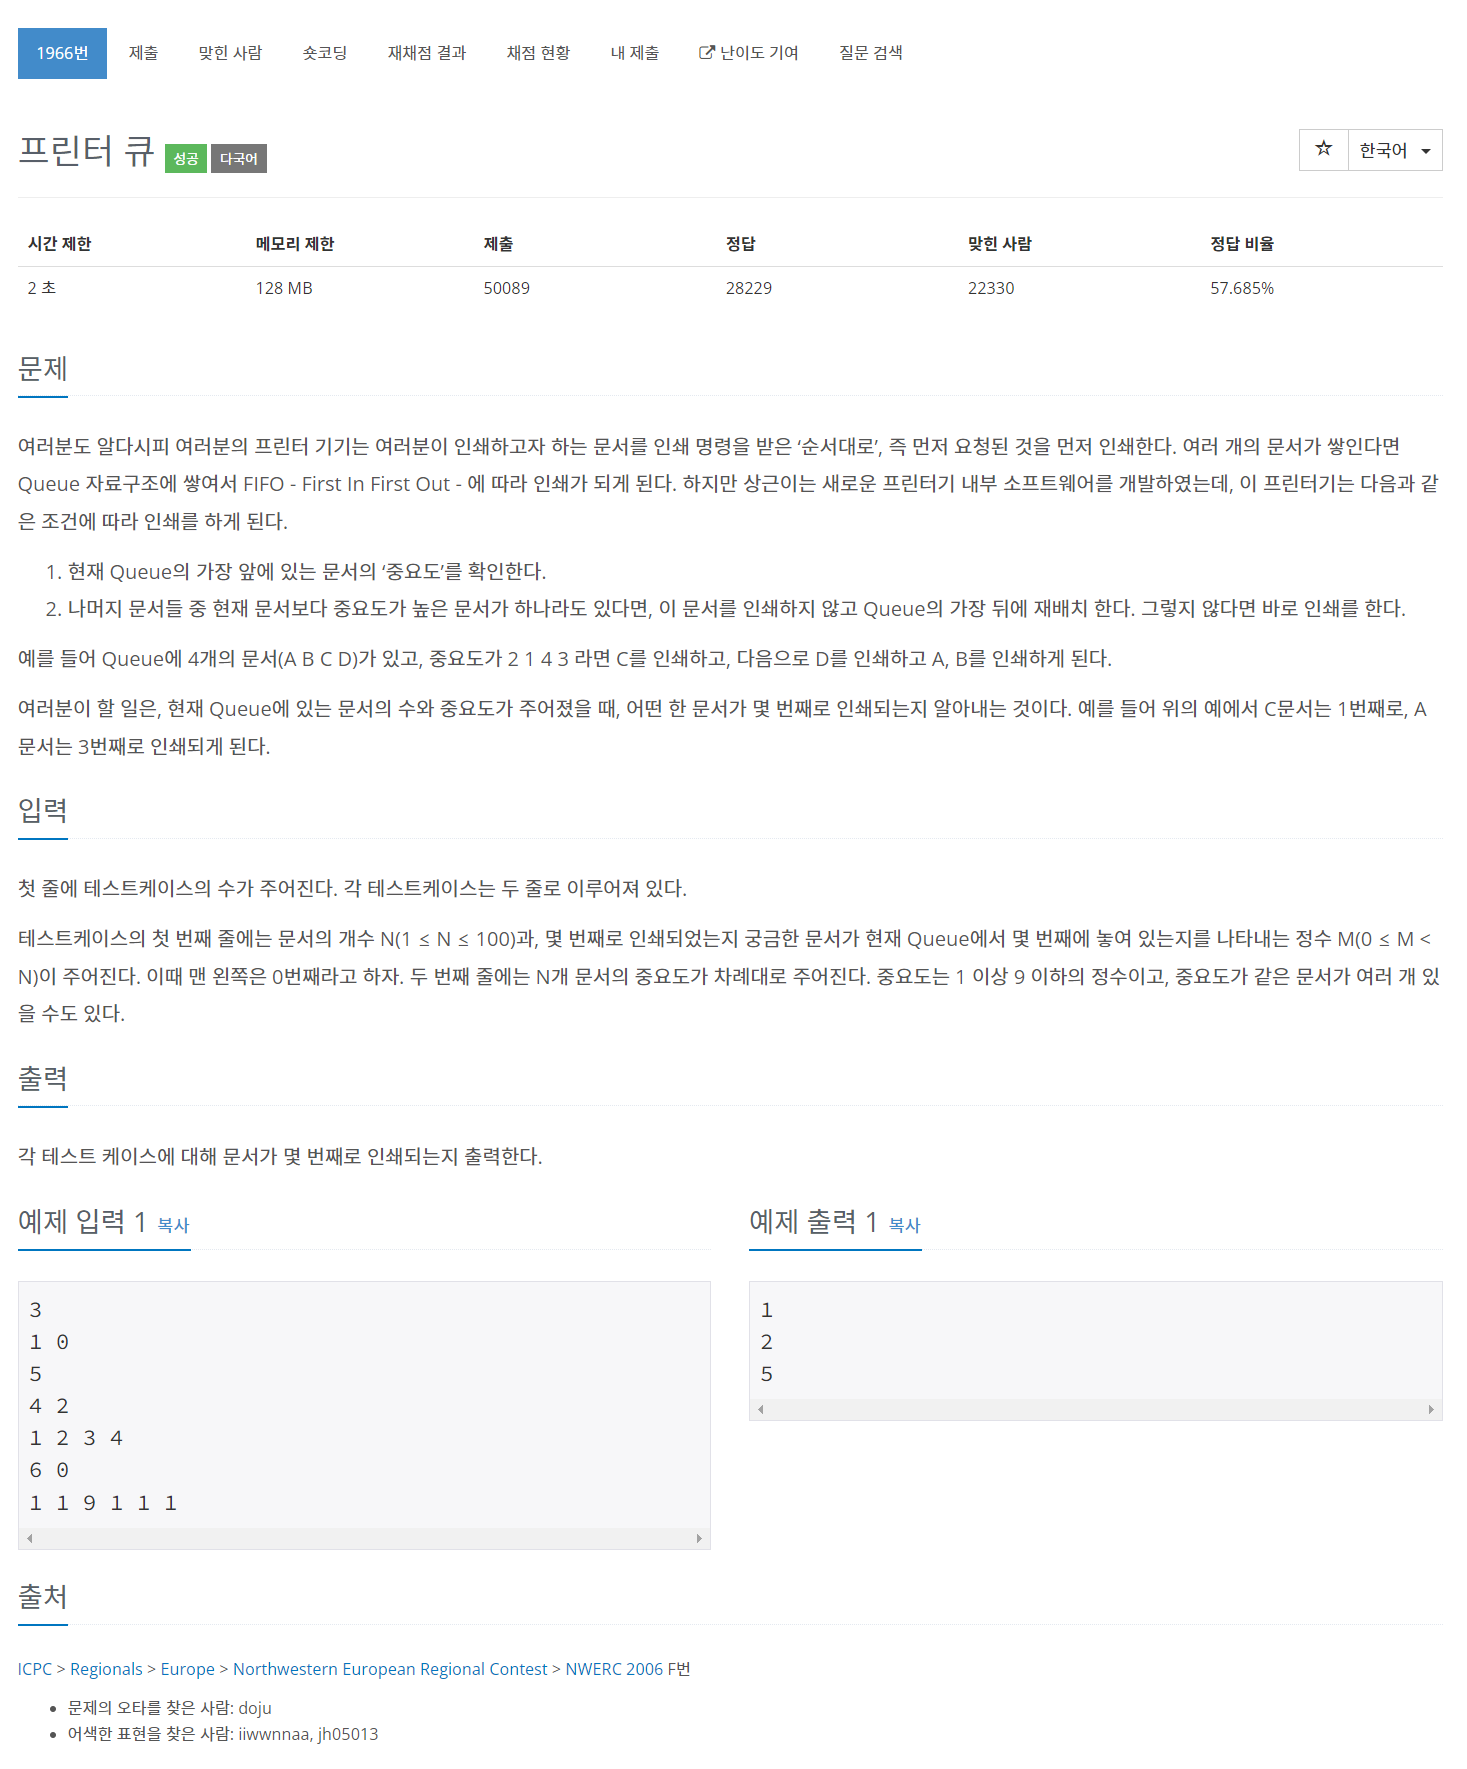 1966번 제출 맞힌 사람 숏코딩 재채점 결과 채점 현황 내 제출 난이도 기여 질문 검색
프린터 큐 성공 다국어 한국어
시간 제한 메모리 제한 제출 정답 맞힌 사람 정답 비율
2 초 128 MB 50089 28229 22330 57.685%
문제
여러분도 알다시피 여러분의 프린터 기기는 여러분이 인쇄하고자 하는 문서를 인쇄 명령을 받은 ‘순서대로’, 즉 먼저 요청된 것을 먼저 인쇄한다. 여러 개의 문서가 쌓인다면
Queue 자료구조에 쌓여서 FIFO - First In First Out - 에 따라 인쇄가 되게 된다. 하지만 상근이는 새로운 프린터기 내부 소프트웨어를 개발하였는데, 이 프린터기는 다음과 같
은 조건에 따라 인쇄를 하게 된다.
1. 현재 Queue의 가장 앞에 있는 문서의 ‘중요도’를 확인한다.
2. 나머지 문서들 중 현재 문서보다 중요도가 높은 문서가 하나라도 있다면, 이 문서를 인쇄하지 않고 Queue의 가장 뒤에 재배치 한다. 그렇지 않다면 바로 인쇄를 한다.
예를 들어 Queue에 4개의 문서(A B C D)가 있고, 중요도가 2 1 4 3 라면 C를 인쇄하고, 다음으로 D를 인쇄하고 A, B를 인쇄하게 된다.
여러분이 할 일은, 현재 Queue에 있는 문서의 수와 중요도가 주어졌을 때, 어떤 한 문서가 몇 번째로 인쇄되는지 알아내는 것이다. 예를 들어 위의 예에서 C문서는 1번째로, A
문서는 3번째로 인쇄되게 된다.
입력
첫 줄에 테스트케이스의 수가 주어진다. 각 테스트케이스는 두 줄로 이루어져 있다.
테스트케이스의 첫 번째 줄에는 문서의 개수 N(1 ≤ N ≤ 100)과, 몇 번째로 인쇄되었는지 궁금한 문서가 현재 Queue에서 몇 번째에 놓여 있는지를 나타내는 정수 M(0 ≤ M <
N)이 주어진다. 이때 맨 왼쪽은 0번째라고 하자. 두 번째 줄에는 N개 문서의 중요도가 차례대로 주어진다. 중요도는 1 이상 9 이하의 정수이고, 중요도가 같은 문서가 여러 개 있
을 수도 있다.
출력
각 테스트 케이스에 대해 문서가 몇 번째로 인쇄되는지 출력한다.
예제 입력 1 복사
3
1 0
5
4 2
1 2 3 4
6 0
1 1 9 1 1 1
예제 출력 1 복사
1
2
5
출처
ICPC > Regionals > Europe > Northwestern European Regional Contest > NWERC 2006 F번
• 문제의 오타를 찾은 사람: doju
• 어색한 표현을 찾은 사람: iiwwnnaa, jh05013